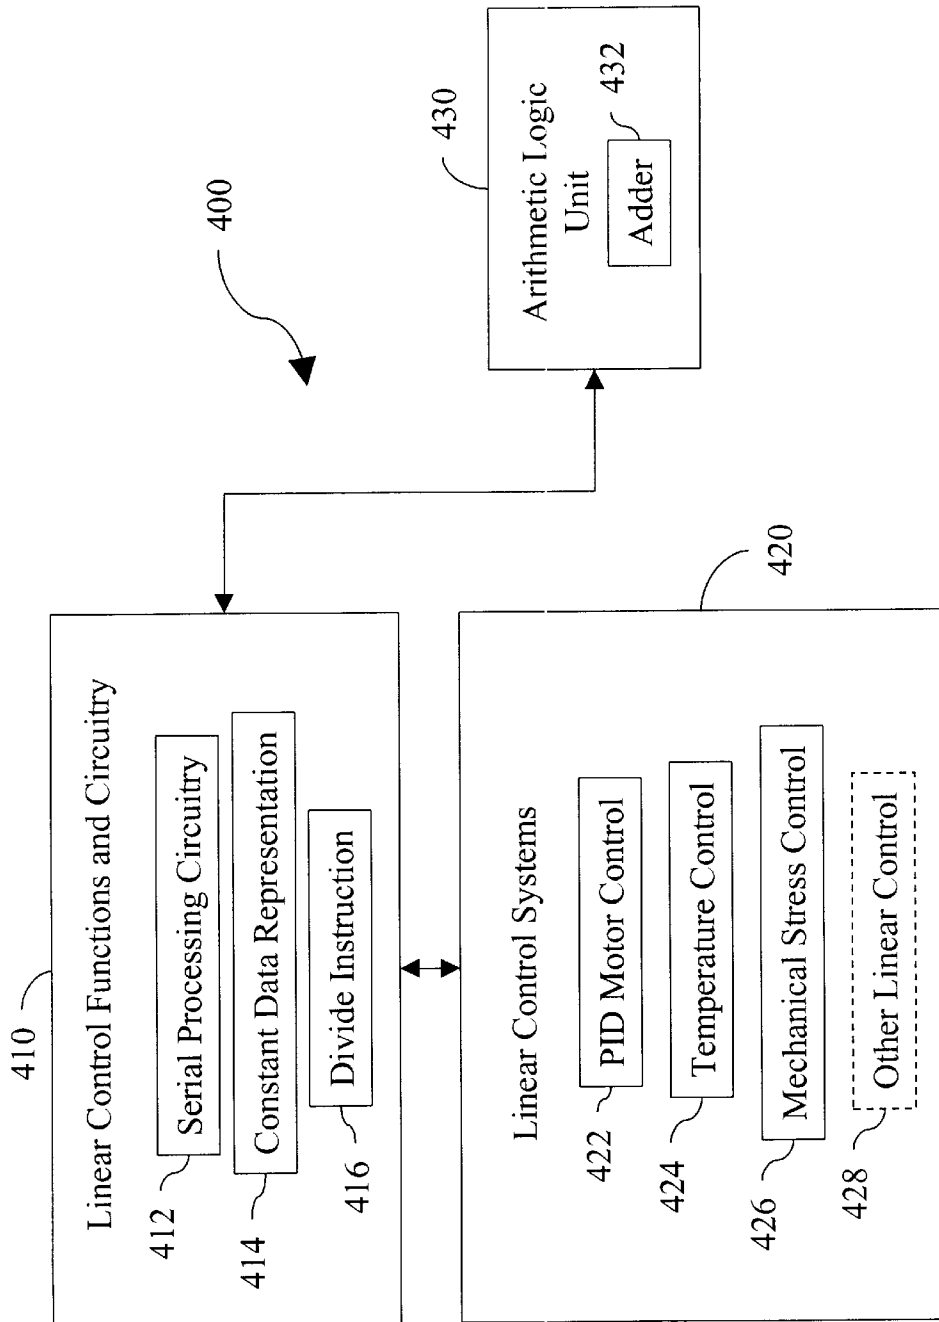 400
410
Linear Control Functions and Circuitry
412
Serial Processing Circuitry
414
Constant Data Representation
416
Divide Instruction
430
Arithmetic Logic
Unit
432
Adder
420
Linear Control Systems
422
PID Motor Control
424
Temperature Control
426
Mechanical Stress Control
428
Other Linear Control